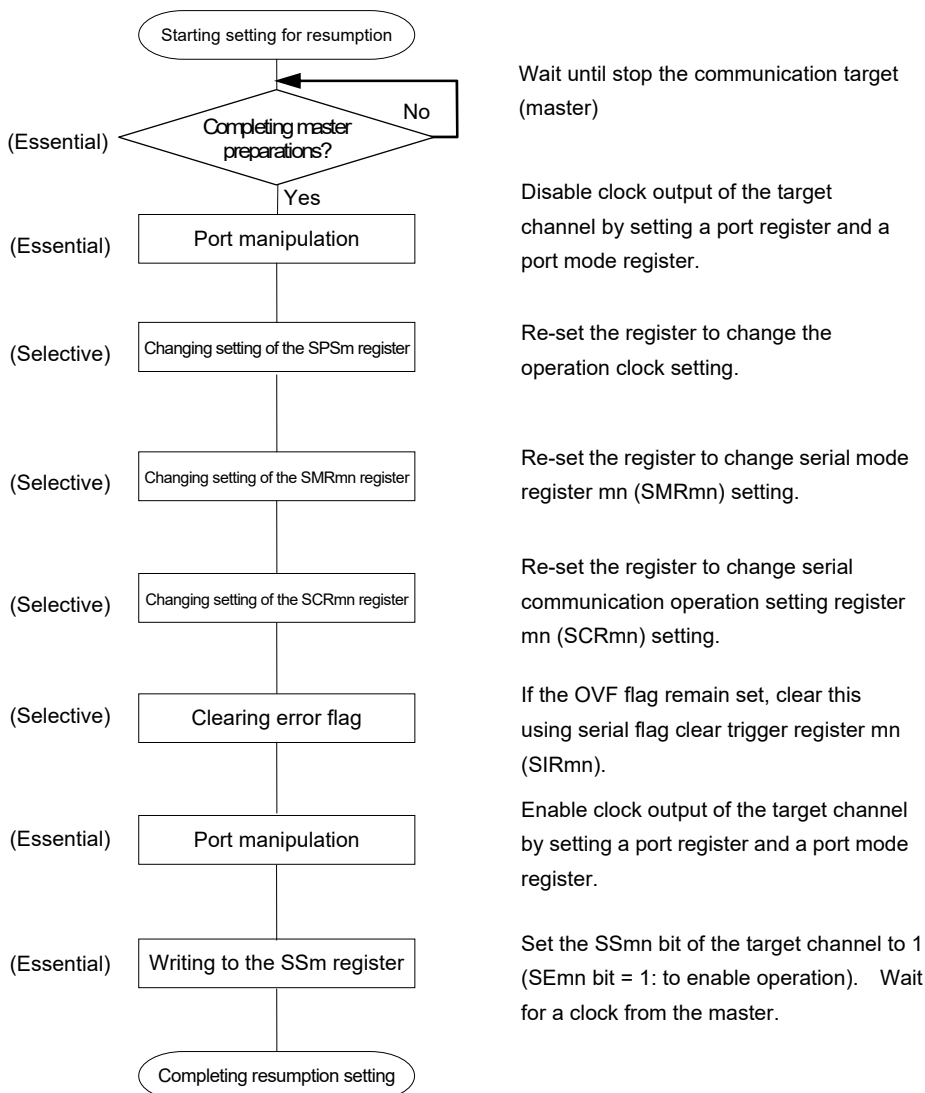 Starting setting for resumption
Wait until stop the communication target
(master)
No
(Essential)
Completing master
preparations?
Yes
Disable clock output of the target
channel by setting a port register and a
port mode register.
(Essential)
Port manipulation
Re-set the register to change the
operation clock setting.
(Selective)
Changing setting of the SPSm register
Re-set the register to change serial mode
register mn (SMRmn) setting.
(Selective)
Changing setting of the SMRmn register
Re-set the register to change serial
communication operation setting register
mn (SCRmn) setting.
(Selective)
Changing setting of the SCRmn register
If the OVF flag remain set, clear this
using serial flag clear trigger register mn
(SIRmn).
(Selective)
Clearing error flag
Enable clock output of the target channel
by setting a port register and a port mode
register.
(Essential)
Port manipulation
Set the SSmn bit of the target channel to 1
(SEmn bit = 1: to enable operation). Wait
for a clock from the master.
(Essential)
Writing to the SSm register
Completing resumption setting